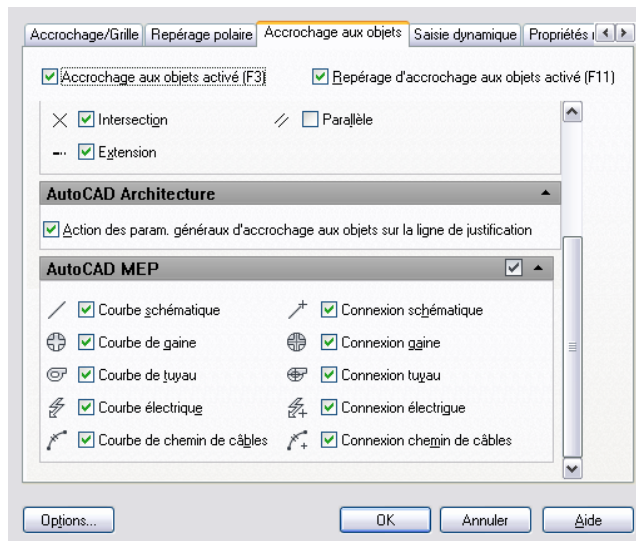 Accrochage/Grille Repérage polaire Accrochage aux objets Saisie dynamique Propriétés
Accrochage aux objets activé (F3) Repérage d'accrochage aux objets activé (F11)
Intersection Parallèle
Extension
AutoCAD Architecture
Action des param. généraux d'accrochage aux objets sur la ligne de justification
AutoCAD MEP
Courbe schématique Connexion schématique
Courbe de gaine Connexion gaine
Courbe de tuyau Connexion tuyau
Courbe électrique Connexion électrique
Courbe de chemin de câbles Connexion chemin de câbles
Options... OK Annuler Aide